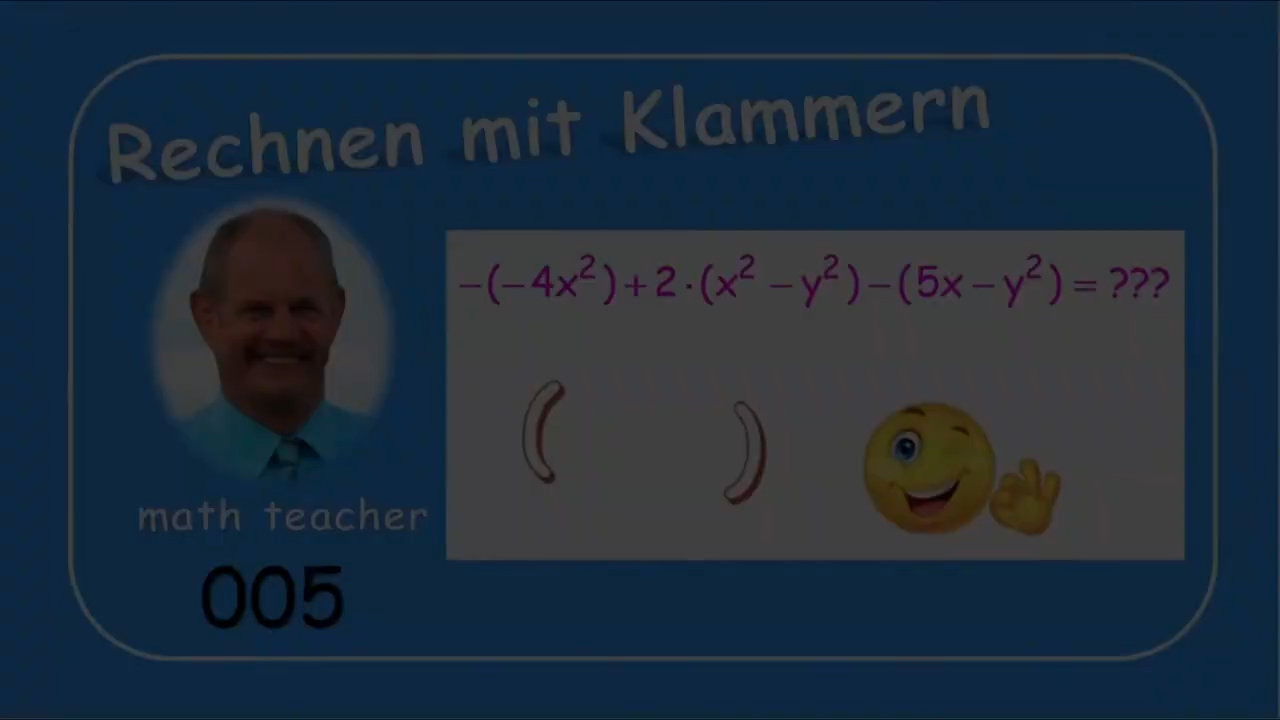 Rechnen mit Klammern
−(−4x²)+2·(x²−y²)−(5x−y²)=???
( )
math teacher
005